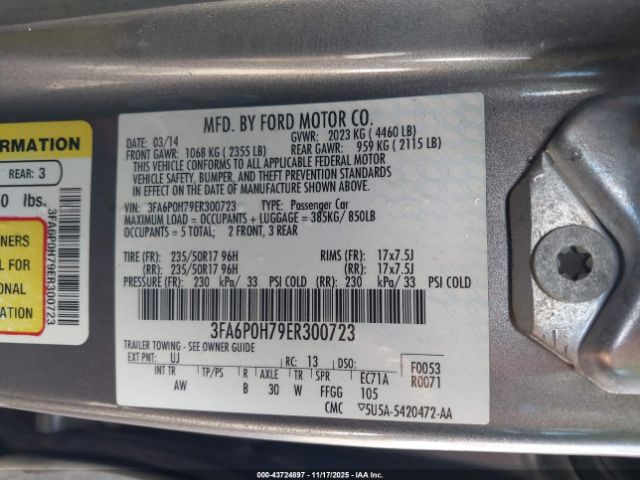 MFD. BY FORD MOTOR CO.
DATE: 03/14 GVWR: 2023 KG ( 4460 LB)
FRONT GAWR: 1068 KG ( 2355 LB) REAR GAWR: 959 KG ( 2115 LB)
THIS VEHICLE CONFORMS TO ALL APPLICABLE FEDERAL MOTOR
VEHICLE SAFETY, BUMPER, AND THEFT PREVENTION STANDARDS
IN EFFECT ON THE DATE OF MANUFACTURE SHOWN ABOVE.
VIN: 3FA6P0H79ER300723 TYPE: Passenger Car
MAXIMUM LOAD = OCCUPANTS + LUGGAGE = 385KG/ 850LB
OCCUPANTS = 5 TOTAL; 2 FRONT, 3 REAR
TIRE (FR): 235/50R17 96H RIMS (FR): 17x7.5J
(RR): 235/50R17 96H (RR): 17x7.5J
PRESSURE (FR): 230 kPa/ 33 PSI COLD (RR): 230 kPa/ 33 PSI COLD
3FA6P0H79ER300723
TRAILER TOWING - SEE OWNER GUIDE
EXT PNT: UJ RC: 13 DSO: F0053
INT TR TP/PS R AXLE TR SPR EC71A R0071
AW B 30 W FFGG 105
CMC 5U5A-5420472-AA
ORMATION
REAR: 3
0 lbs.
3FA6P0H79ER300723
NERS
L FOR
ONAL
ATION
000-43724897 - 11/17/2025 - IAAI.COM